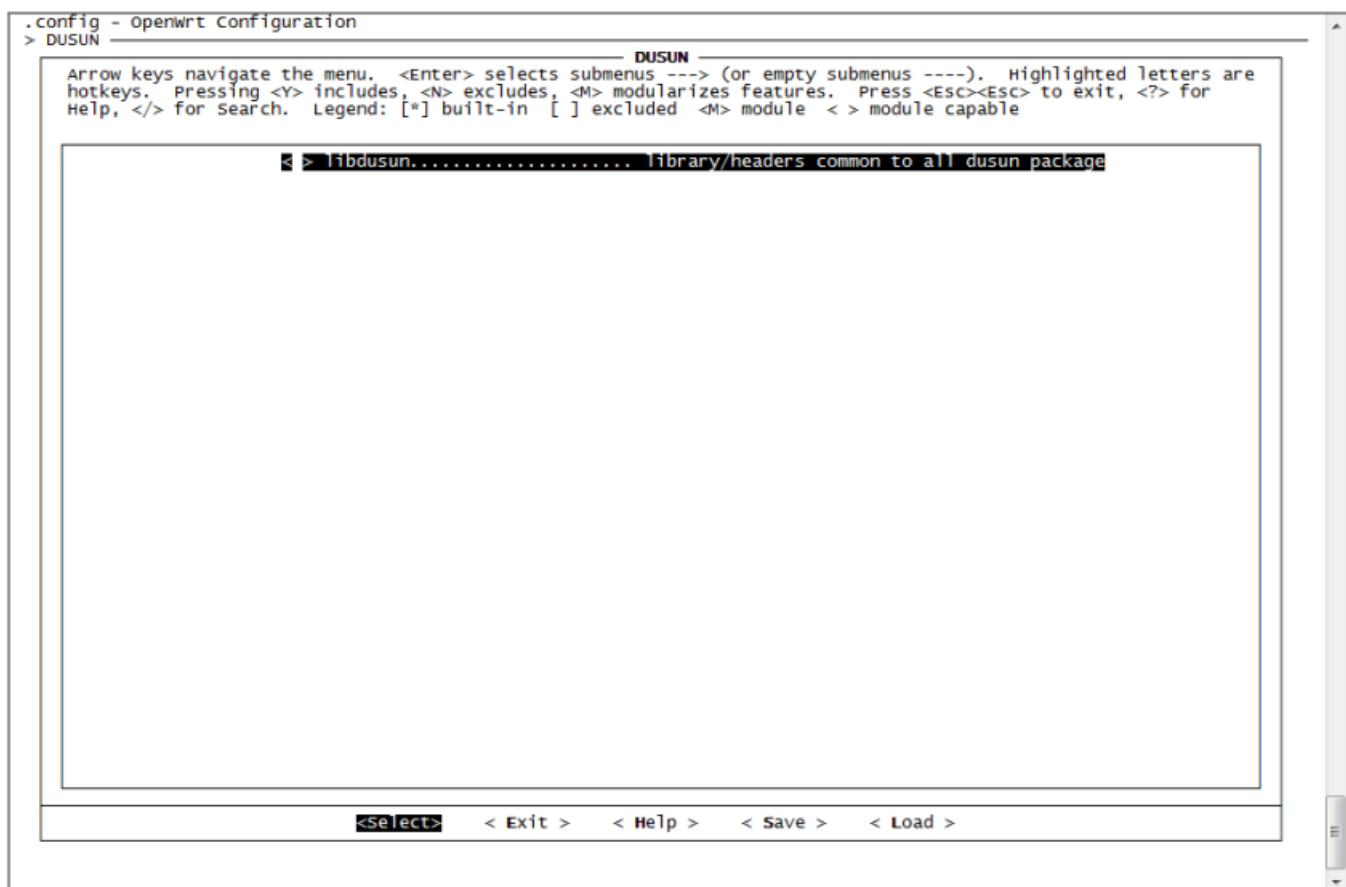 .config - OpenWrt Configuration
> DUSUN
DUSUN
Arrow keys navigate the menu.  <Enter> selects submenus ---> (or empty submenus ----).  Highlighted letters are
hotkeys.  Pressing <Y> includes, <N> excludes, <M> modularizes features.  Press <Esc><Esc> to exit, <?> for
Help, </> for Search.  Legend: [*] built-in  [ ] excluded  <M> module  < > module capable
< > libdusun..................... library/headers common to all dusun package
<Select>    < Exit >    < Help >    < Save >    < Load >